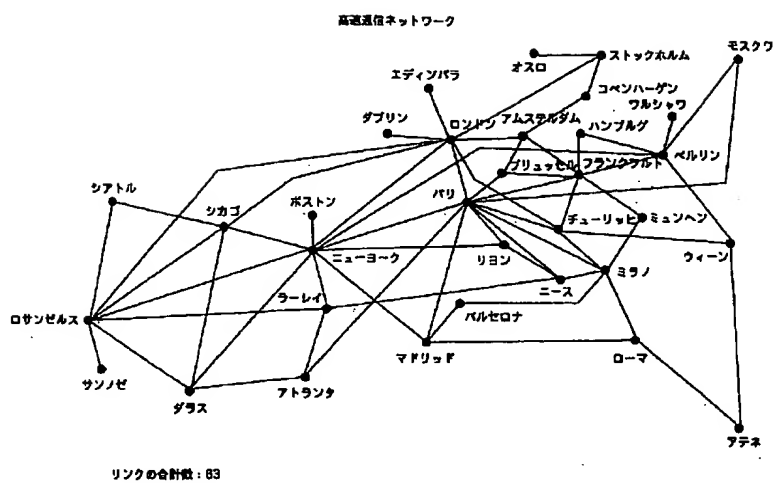 高速通信ネットワーク
モスクワ
オスロ
ストックホルム
エディンバラ
コペンハーゲン
ワルシャワ
ダブリン
ロンドン
アムステルダム
ハンブルグ
ベルリン
ブリュッセル
フランクフルト
シアトル
パリ
シカゴ
ボストン
チューリッヒ
ミュンヘン
ニューヨーク
リヨン
ウィーン
ミラノ
ニース
ラーレイ
ロサンゼルス
バルセロナ
マドリッド
ローマ
サンノゼ
ダラス
アトランタ
アテネ
リンクの合計数:63